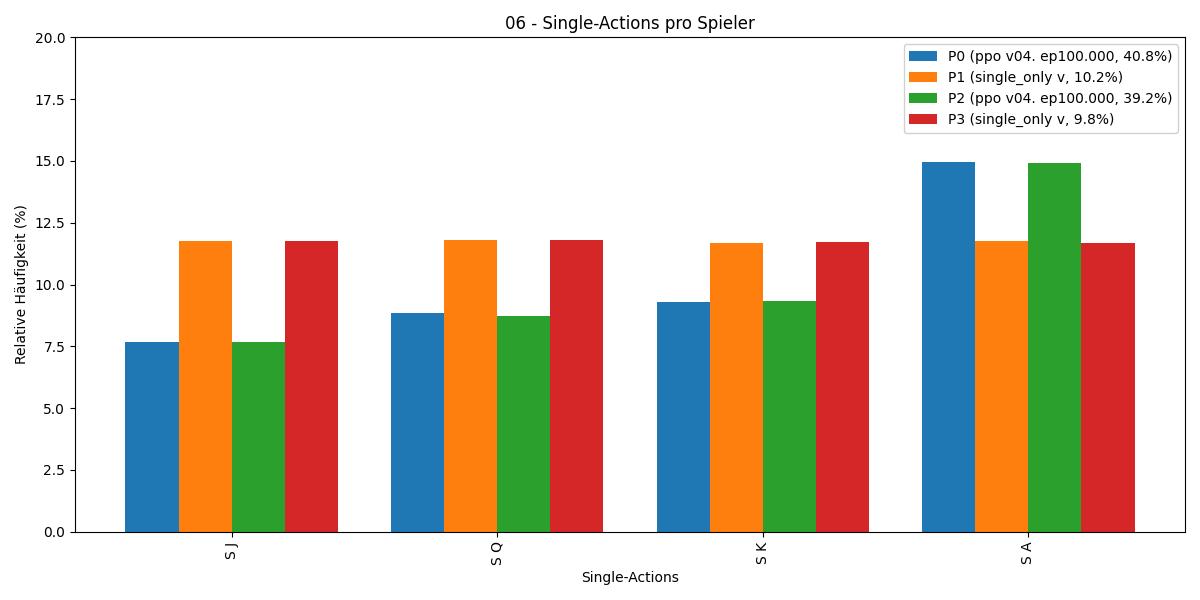 06 - Single-Actions pro Spieler
20.0
17.5
15.0
12.5
10.0
7.5
5.0
2.5
0.0
Relative Häufigkeit (%)
P0 (ppo v04. ep100.000, 40.8%)
P1 (single_only v, 10.2%)
P2 (ppo v04. ep100.000, 39.2%)
P3 (single_only v, 9.8%)
S J
S Q
S K
S A
Single-Actions